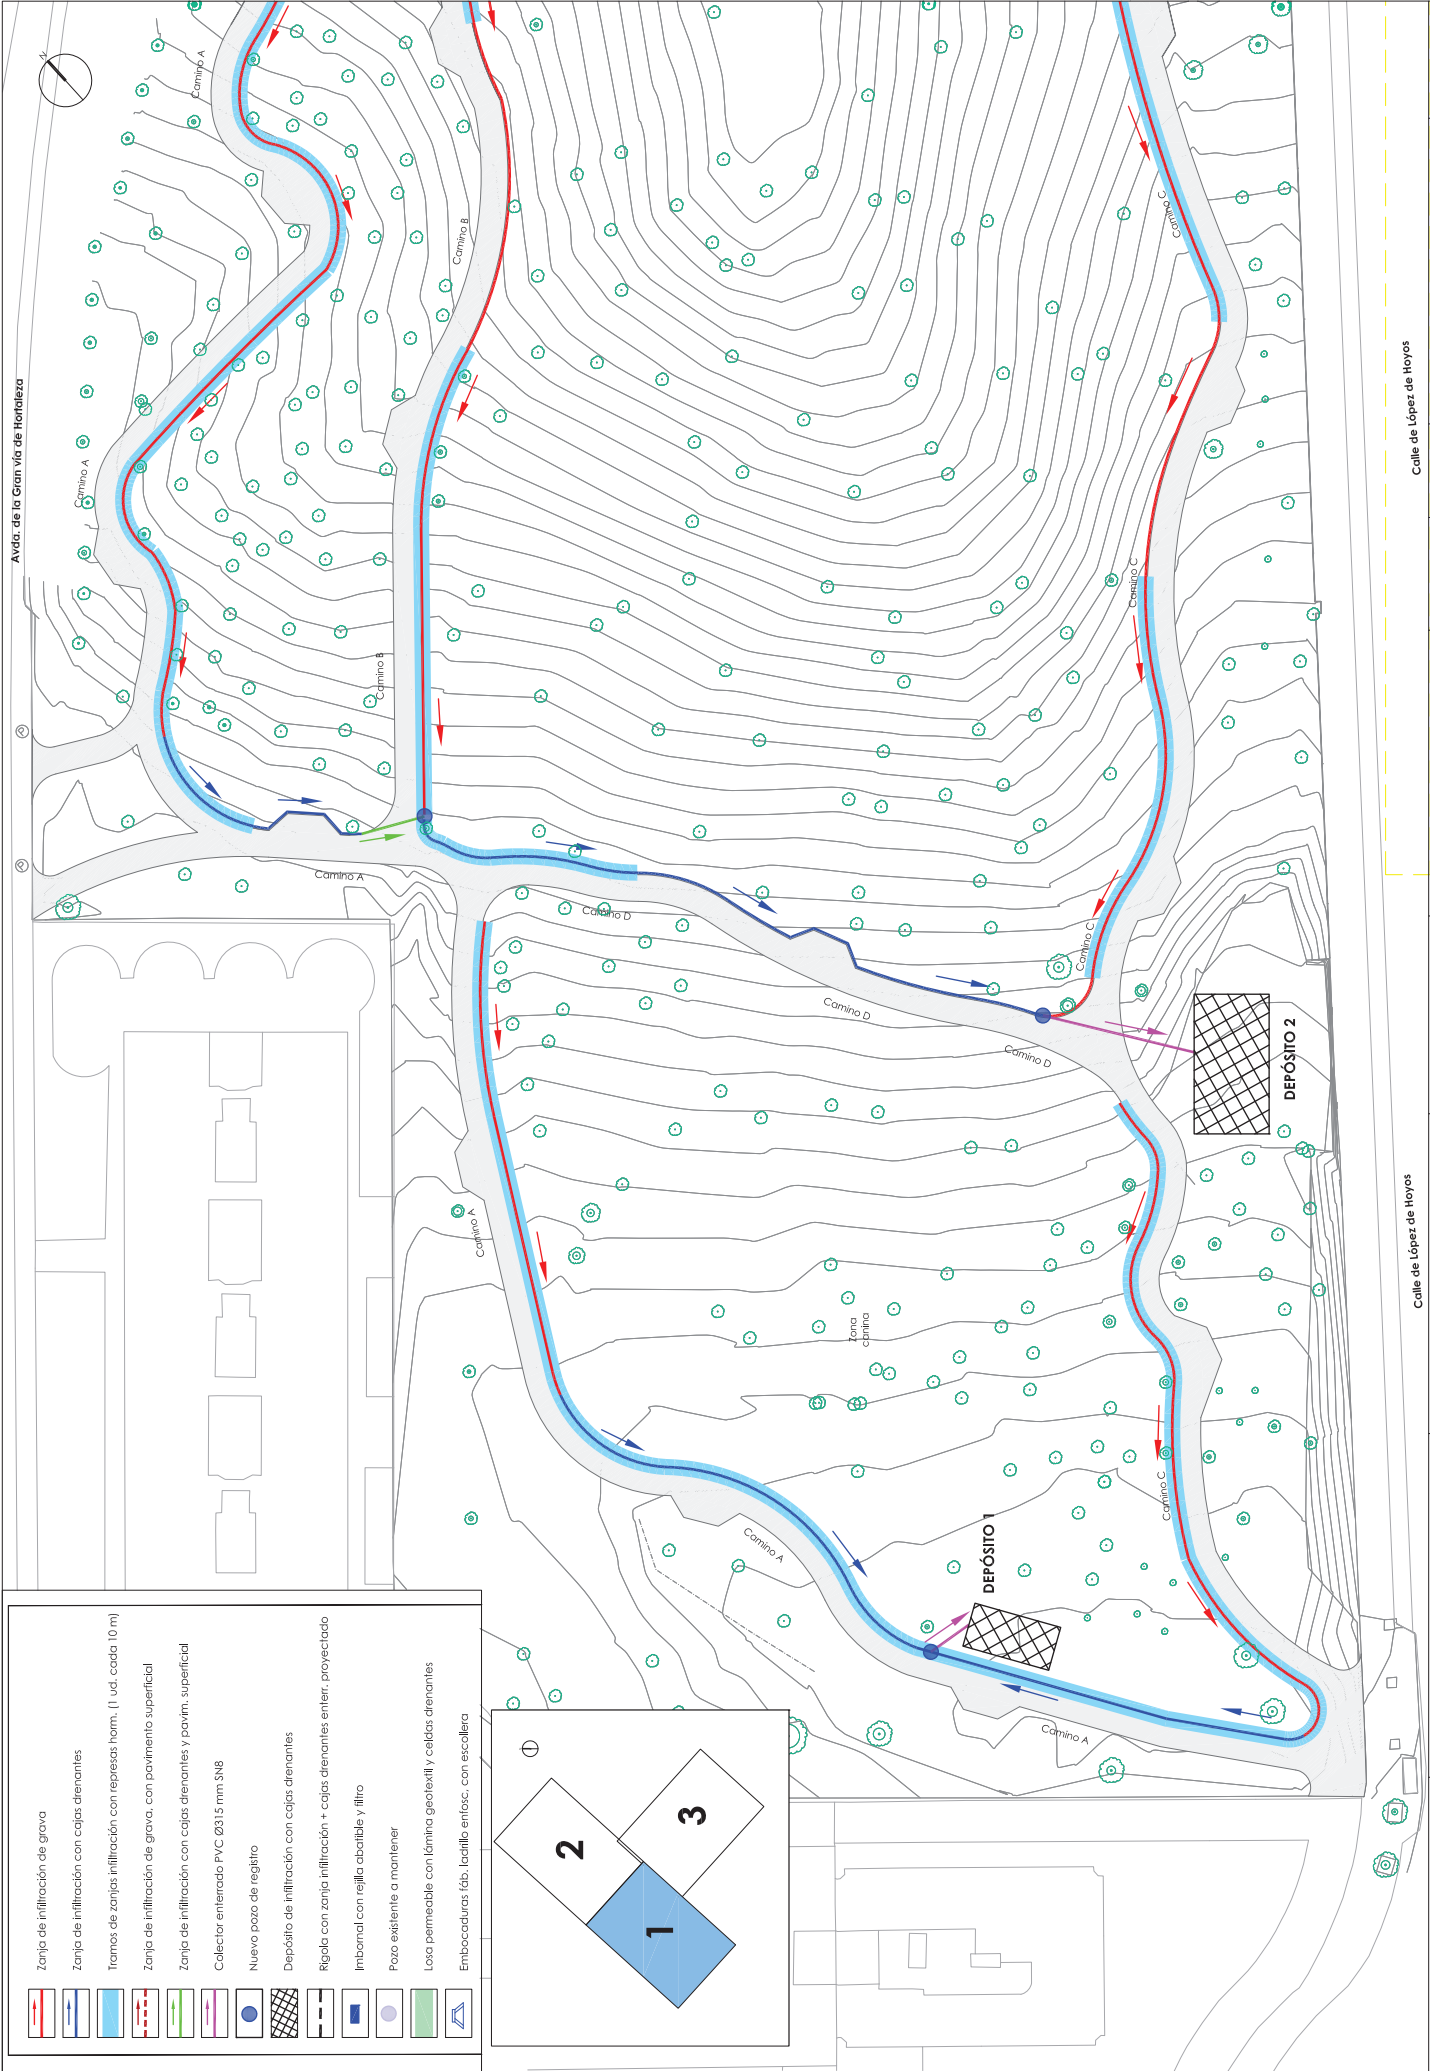 N
Avda. de la Gran vía de Hortaleza
Camino A
Camino A
Camino B
Camino B
Camino C
Camino C
Camino C
Calle de López de Hoyos
Calle de López de Hoyos
Camino A
Camino D
Camino D
Camino D
DEPÓSITO 2
Camino A
Zona
canina
Camino C
Camino A
DEPÓSITO 1
Camino A
Zanja de infiltración de grava
Zanja de infiltración con cajas drenantes
Tramos de zanjas infiltración con represas horm. (1 ud. cada 10 m)
Zanja de infiltración de grava, con pavimento superficial
Zanja de infiltración con cajas drenantes y pavim. superficial
Colector enterrado PVC Ø315 mm SN8
Nuevo pozo de registro
Depósito de infiltración con cajas drenantes
Rigola con zanja infiltración + cajas drenantes enterr. proyectado
Imbornal con rejilla abatible y filtro
Pozo existente a mantener
Losa permeable con lámina geotextil y celdas drenantes
Embocaduras fáb. ladrillo enfosc. con escollera
2
3
1